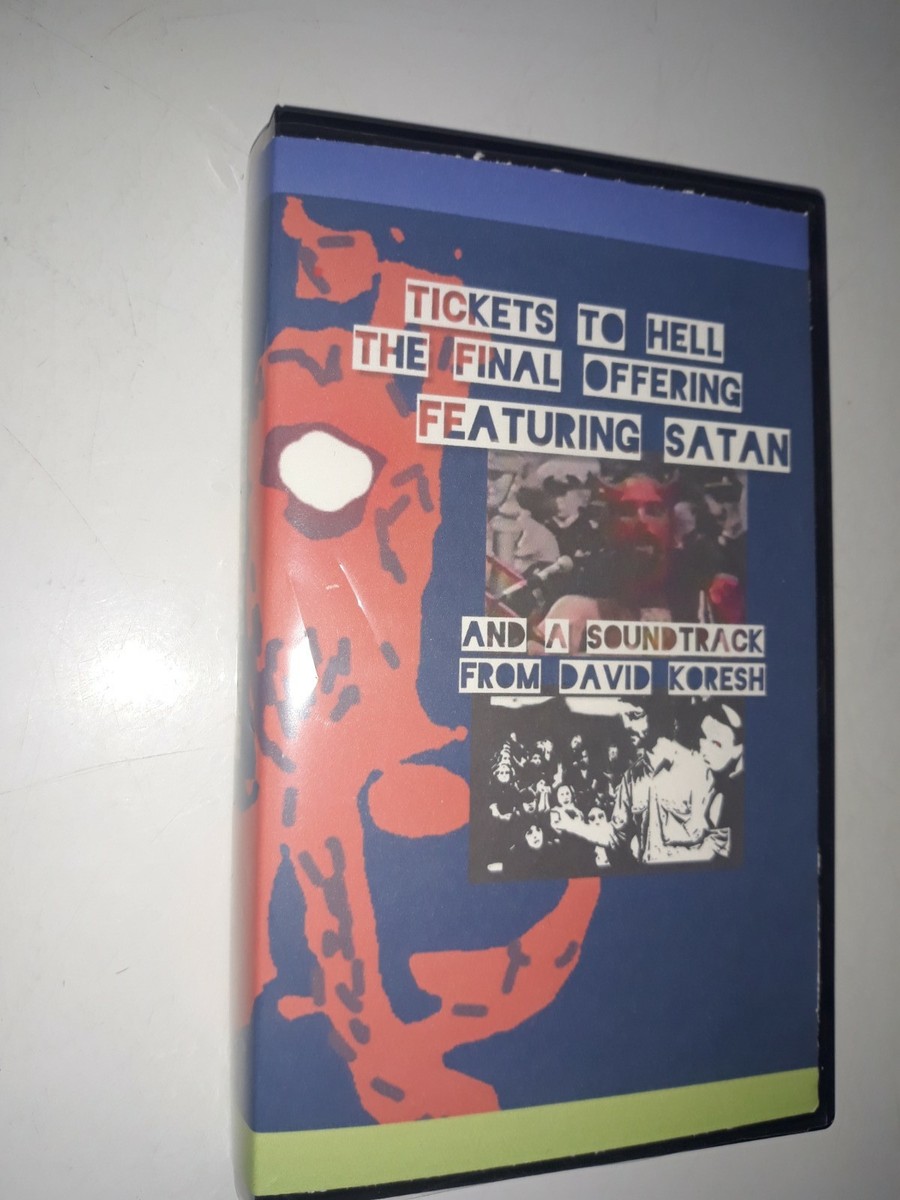 TICKETS TO HELL
THE FINAL OFFERING
FEATURING SATAN
AND A SOUNDTRACK
FROM DAVID KORESH